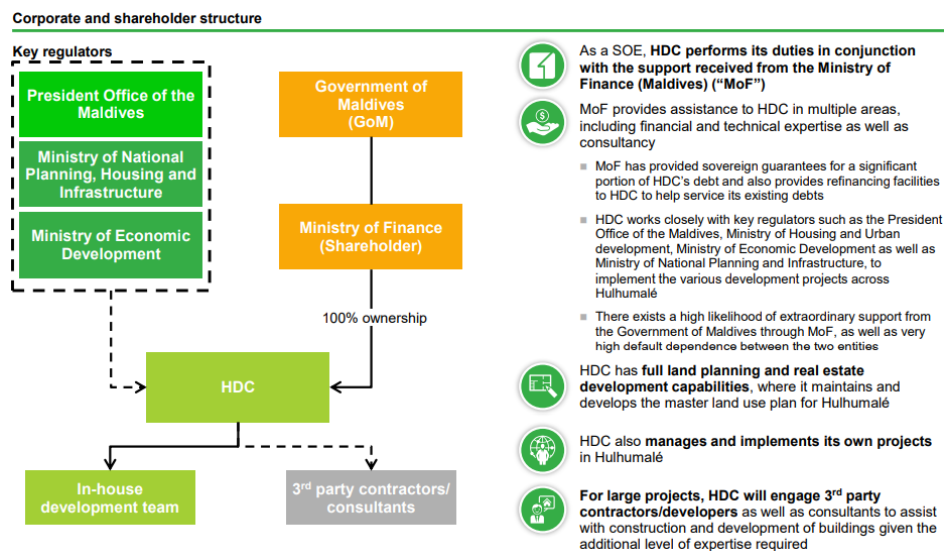 Corporate and shareholder structure
Key regulators
President Office of the
Maldives
Ministry of National
Planning, Housing and
Infrastructure
Ministry of Economic
Development
Government of
Maldives
(GoM)
Ministry of Finance
(Shareholder)
100% ownership
HDC
In-house
development team
3rd party contractors/
consultants
As a SOE, HDC performs its duties in conjunction
with the support received from the Ministry of
Finance (Maldives) (“MoF”)
MoF provides assistance to HDC in multiple areas,
including financial and technical expertise as well as
consultancy
MoF has provided sovereign guarantees for a significant
portion of HDC’s debt and also provides refinancing facilities
to HDC to help service its existing debts
HDC works closely with key regulators such as the President
Office of the Maldives, Ministry of Housing and Urban
development, Ministry of Economic Development as well as
Ministry of National Planning and Infrastructure, to
implement the various development projects across
Hulhumalé
There exists a high likelihood of extraordinary support from
the Government of Maldives through MoF, as well as very
high default dependence between the two entities
HDC has full land planning and real estate
development capabilities, where it maintains and
develops the master land use plan for Hulhumalé
HDC also manages and implements its own projects
in Hulhumalé
For large projects, HDC will engage 3rd party
contractors/developers as well as consultants to assist
with construction and development of buildings given the
additional level of expertise required